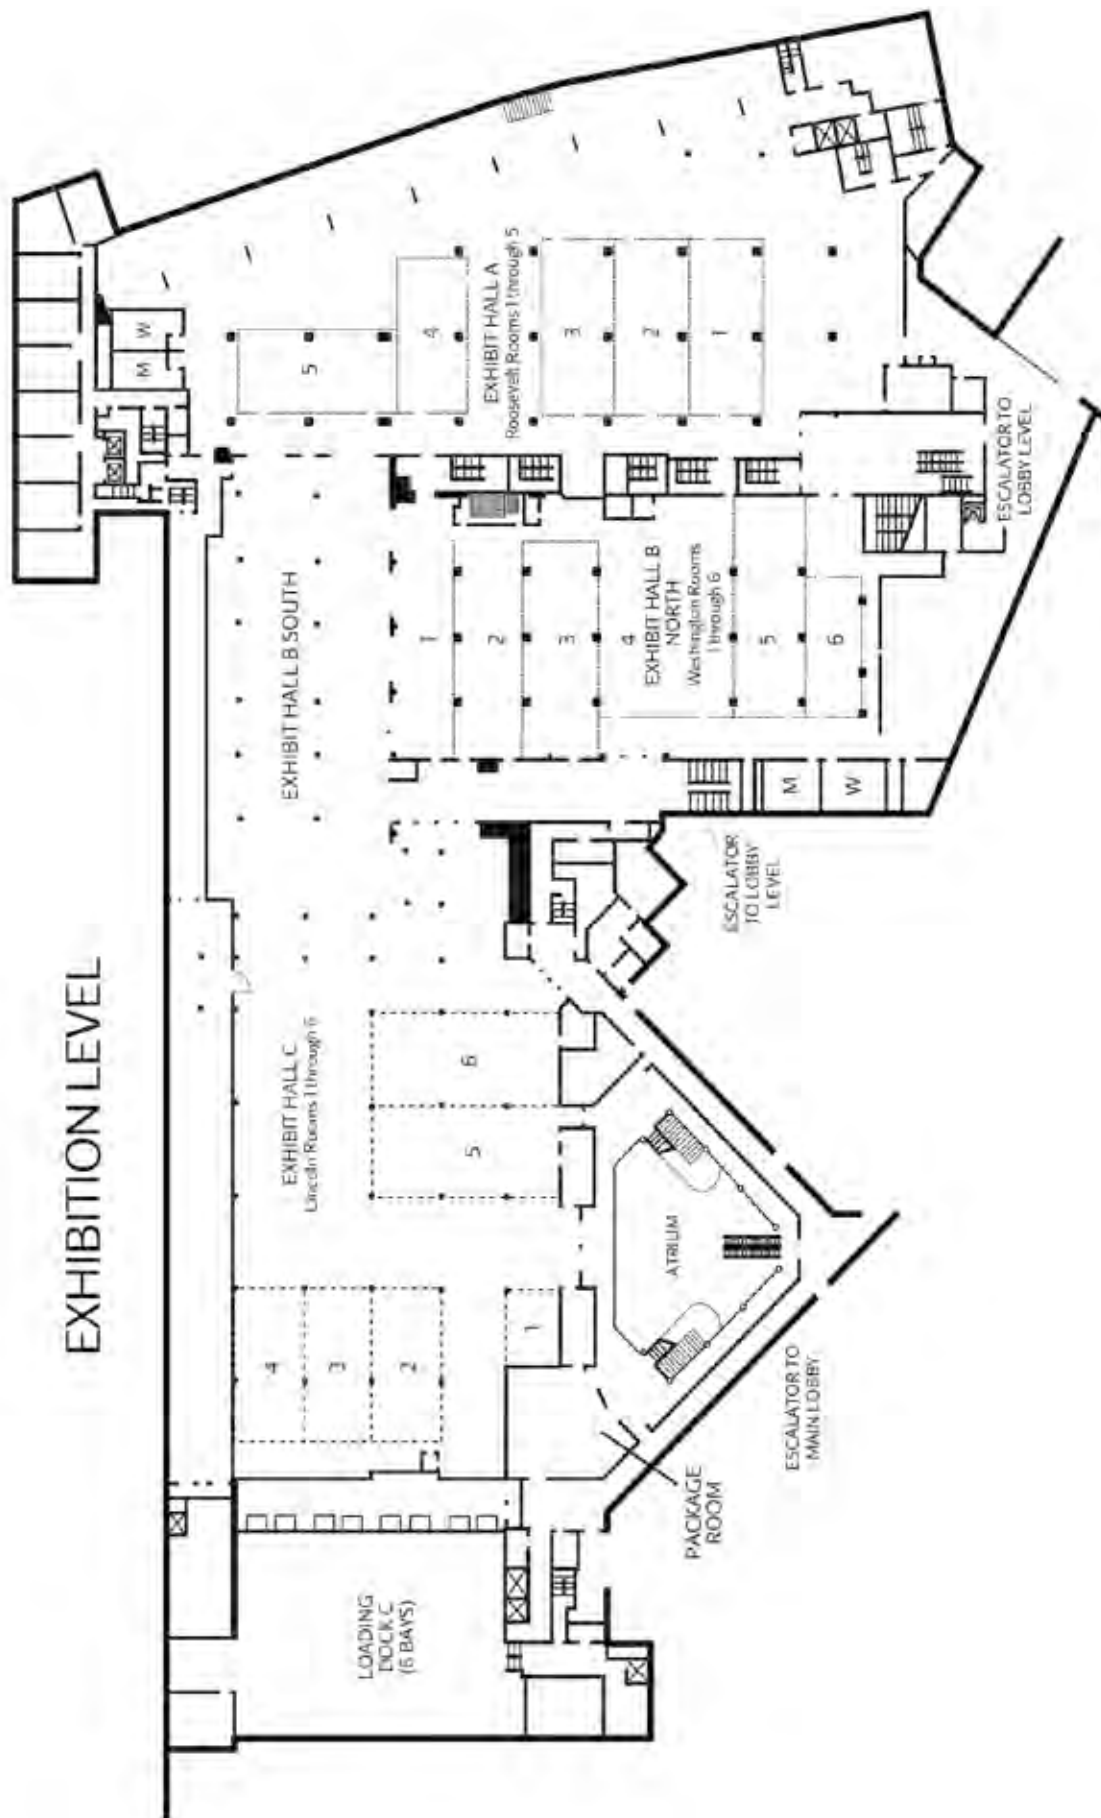 EXHIBITION LEVEL
LOADING
DOCK C
(6 BAYS)
4
3
2
1
EXHIBIT HALL C
Lincoln Rooms 1 through 6
5
6
PACKAGE
ROOM
ATRIUM
ESCALATOR TO
MAIN LOBBY
EXHIBIT HALL B SOUTH
ESCALATOR
TO LOBBY
LEVEL
M
W
1
2
3
4
EXHIBIT HALL B
NORTH
Washington Rooms
1 through 6
5
6
M
W
5
4
EXHIBIT HALL A
Roosevelt Rooms 1 through 5
3
2
1
ESCALATOR TO
LOBBY LEVEL